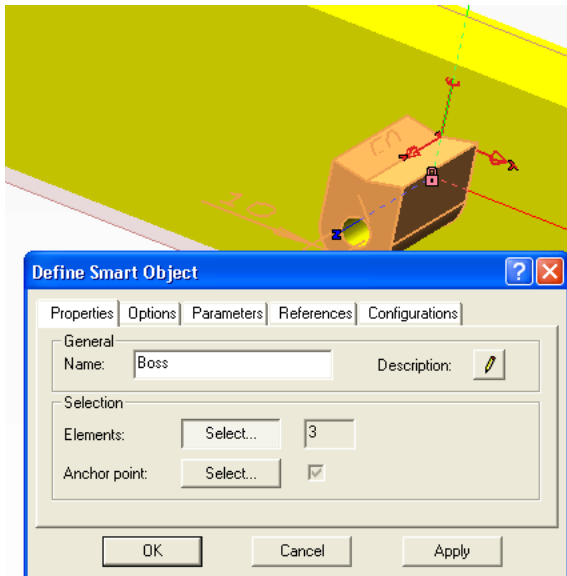 Define Smart Object
Properties Options Parameters References Configurations
General
Name: Boss Description:
Selection
Elements: Select... 3
Anchor point: Select...
OK Cancel Apply